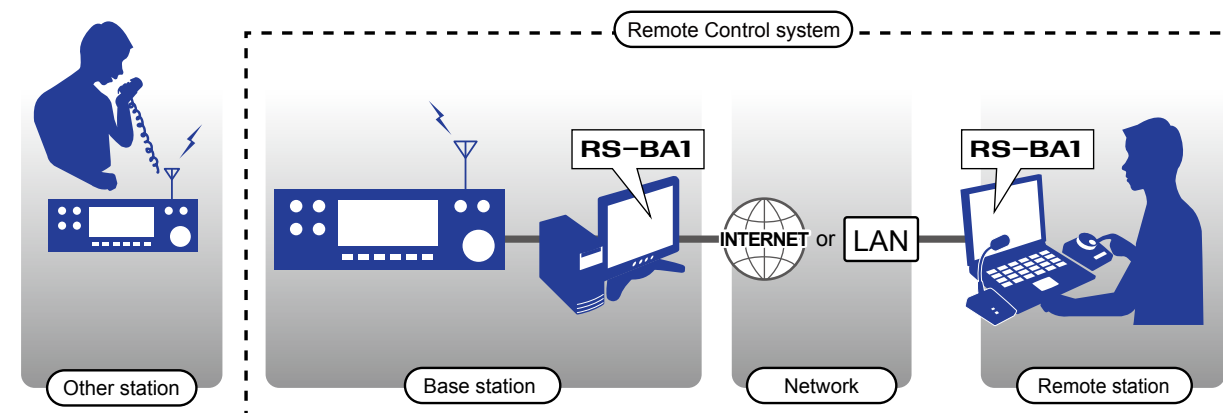 Remote Control system
RS-BA1
RS-BA1
INTERNET or LAN
Other station
Base station
Network
Remote station